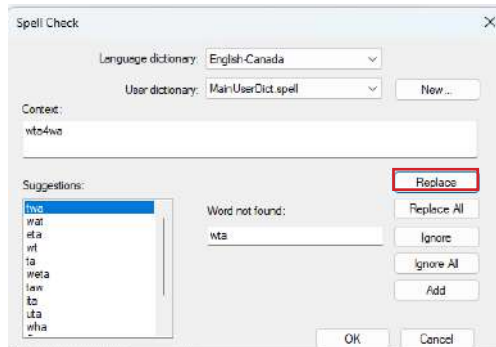 Spell Check
Language dictionary: English-Canada
User dictionary: MainUserDict.spell New...
Context:
wta4wa
Suggestions: Replace
twa Word not found: Replace All
wat
eta wta Ignore
wt
ta Ignore All
weta
taw Add
ita
uta
wha
OK Cancel